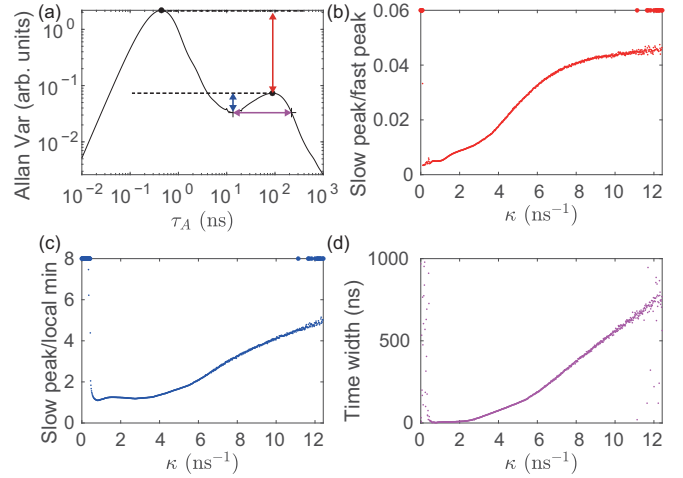 (a)
Allan Var (arb. units)
10^0
10^-1
10^-2
10^-2 10^-1 10^0 10^1 10^2 10^3
τ_A (ns)
(b)
Slow peak/fast peak
0.06
0.04
0.02
0
0 2 4 6 8 10 12
κ (ns^-1)
(c)
Slow peak/local min
8
6
4
2
0
0 2 4 6 8 10 12
κ (ns^-1)
(d)
Time width (ns)
1000
500
0
0 2 4 6 8 10 12
κ (ns^-1)